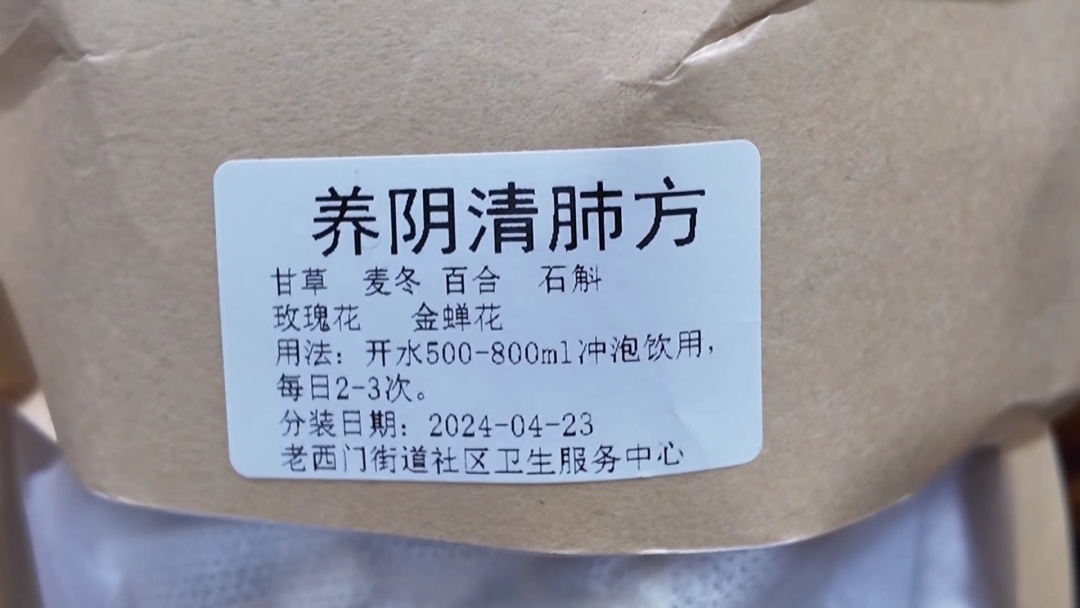 养阴清肺方
甘草 麦冬 百合 石斛
玫瑰花 金蝉花
用法：开水500-800ml冲泡饮用，
每日2-3次。
分装日期：2024-04-23
老西门街道社区卫生服务中心